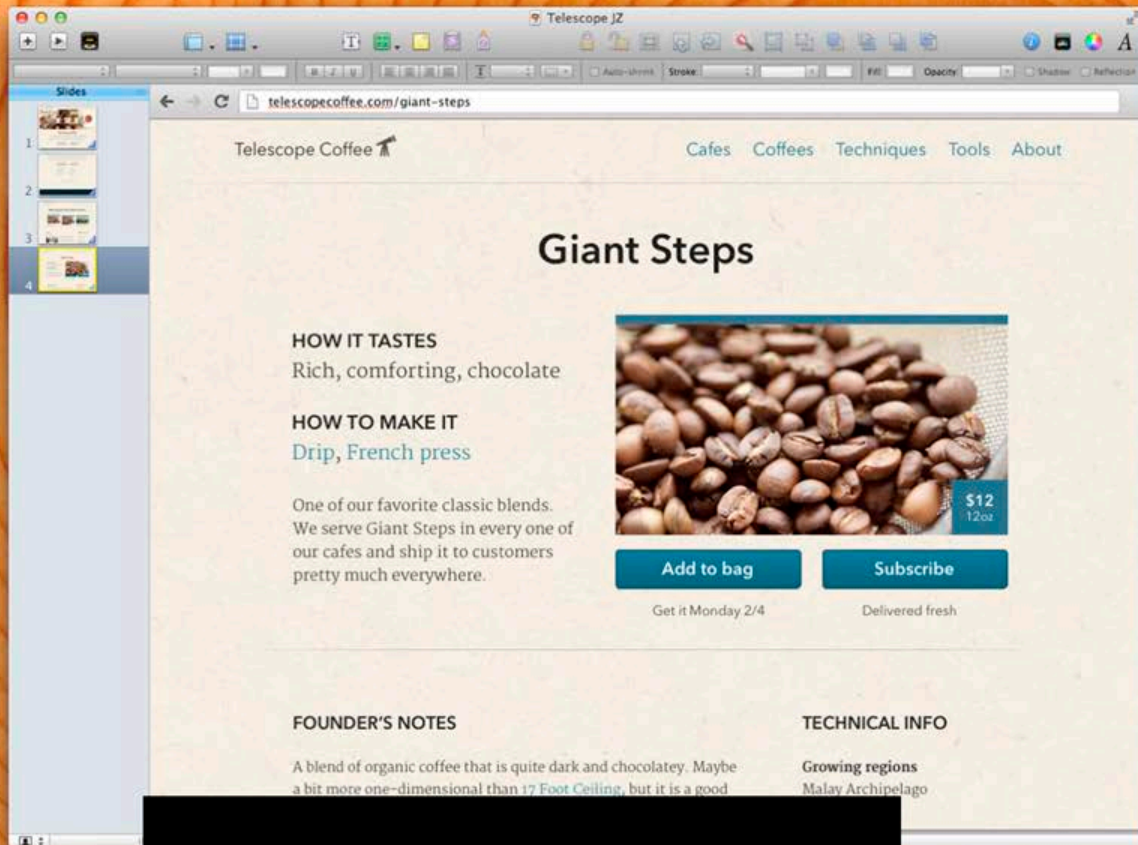 Telescope JZ
Auto-shrink Stroke: Fill: Opacity: Shadow Reflection
Slides
telescopecoffee.com/giant-steps
1
2
3
4
Telescope Coffee
Cafes Coffees Techniques Tools About
Giant Steps
HOW IT TASTES
Rich, comforting, chocolate
HOW TO MAKE IT
Drip, French press
One of our favorite classic blends.
We serve Giant Steps in every one of
our cafes and ship it to customers
pretty much everywhere.
$12
12oz
Add to bag
Subscribe
Get it Monday 2/4
Delivered fresh
FOUNDER'S NOTES
A blend of organic coffee that is quite dark and chocolatey. Maybe
a bit more one-dimensional than 17 Foot Ceiling, but it is a good
TECHNICAL INFO
Growing regions
Malay Archipelago